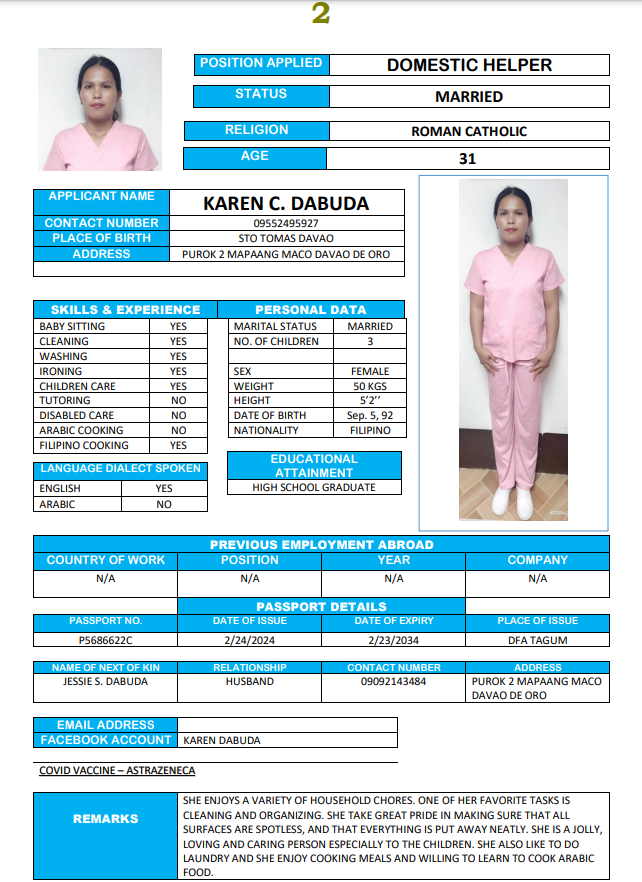 2
POSITION APPLIED DOMESTIC HELPER
STATUS MARRIED
RELIGION ROMAN CATHOLIC
AGE 31
APPLICANT NAME KAREN C. DABUDA
CONTACT NUMBER 09552495927
PLACE OF BIRTH STO TOMAS DAVAO
ADDRESS PUROK 2 MAPAANG MACO DAVAO DE ORO
SKILLS & EXPERIENCE
BABY SITTING YES
CLEANING YES
WASHING YES
IRONING YES
CHILDREN CARE YES
TUTORING NO
DISABLED CARE NO
ARABIC COOKING NO
FILIPINO COOKING YES
LANGUAGE DIALECT SPOKEN
ENGLISH YES
ARABIC NO
PERSONAL DATA
MARITAL STATUS MARRIED
NO. OF CHILDREN 3
SEX FEMALE
WEIGHT 50 KGS
HEIGHT 5’2’’
DATE OF BIRTH Sep. 5, 92
NATIONALITY FILIPINO
EDUCATIONAL
ATTAINMENT
HIGH SCHOOL GRADUATE
PREVIOUS EMPLOYMENT ABROAD
COUNTRY OF WORK POSITION YEAR COMPANY
N/A N/A N/A N/A
PASSPORT DETAILS
PASSPORT NO. DATE OF ISSUE DATE OF EXPIRY PLACE OF ISSUE
P5686622C 2/24/2024 2/23/2034 DFA TAGUM
NAME OF NEXT OF KIN RELATIONSHIP CONTACT NUMBER ADDRESS
JESSIE S. DABUDA HUSBAND 09092143484 PUROK 2 MAPAANG MACO
DAVAO DE ORO
EMAIL ADDRESS
FACEBOOK ACCOUNT KAREN DABUDA
COVID VACCINE – ASTRAZENECA
REMARKS
SHE ENJOYS A VARIETY OF HOUSEHOLD CHORES. ONE OF HER FAVORITE TASKS IS
CLEANING AND ORGANIZING. SHE TAKE GREAT PRIDE IN MAKING SURE THAT ALL
SURFACES ARE SPOTLESS, AND THAT EVERYTHING IS PUT AWAY NEATLY. SHE IS A JOLLY,
LOVING AND CARING PERSON ESPECIALLY TO THE CHILDREN. SHE ALSO LIKE TO DO
LAUNDRY AND SHE ENJOY COOKING MEALS AND WILLING TO LEARN TO COOK ARABIC
FOOD.